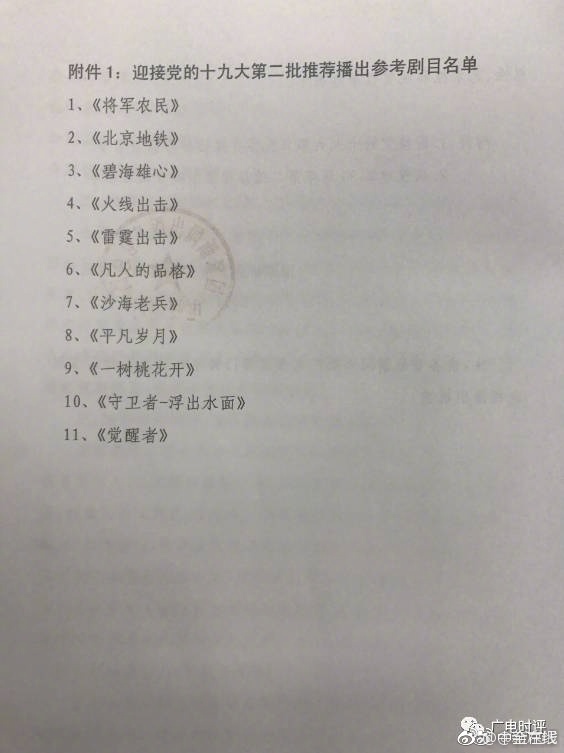 附件1：迎接党的十九大第二批推荐播出参考剧目名单
1、《将军农民》
2、《北京地铁》
3、《碧海雄心》
4、《火线出击》
5、《雷霆出击》
6、《凡人的品格》
7、《沙海老兵》
8、《平凡岁月》
9、《一树桃花开》
10、《守卫者-浮出水面》
11、《觉醒者》
广电时评
@中金在线